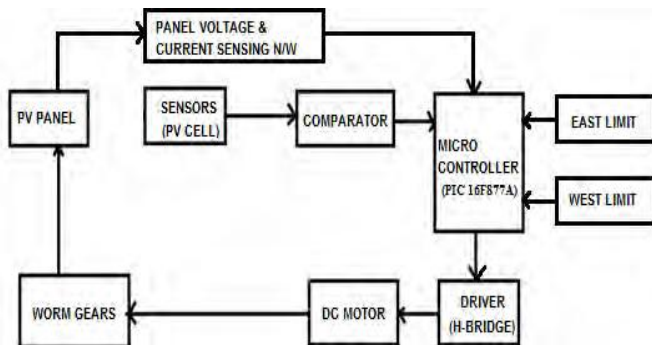 PANEL VOLTAGE &
CURRENT SENSING N/W
PV PANEL
SENSORS
(PV CELL)
COMPARATOR
MICRO
CONTROLLER
(PIC 16F877A)
EAST LIMIT
WEST LIMIT
WORM GEARS
DC MOTOR
DRIVER
(H-BRIDGE)